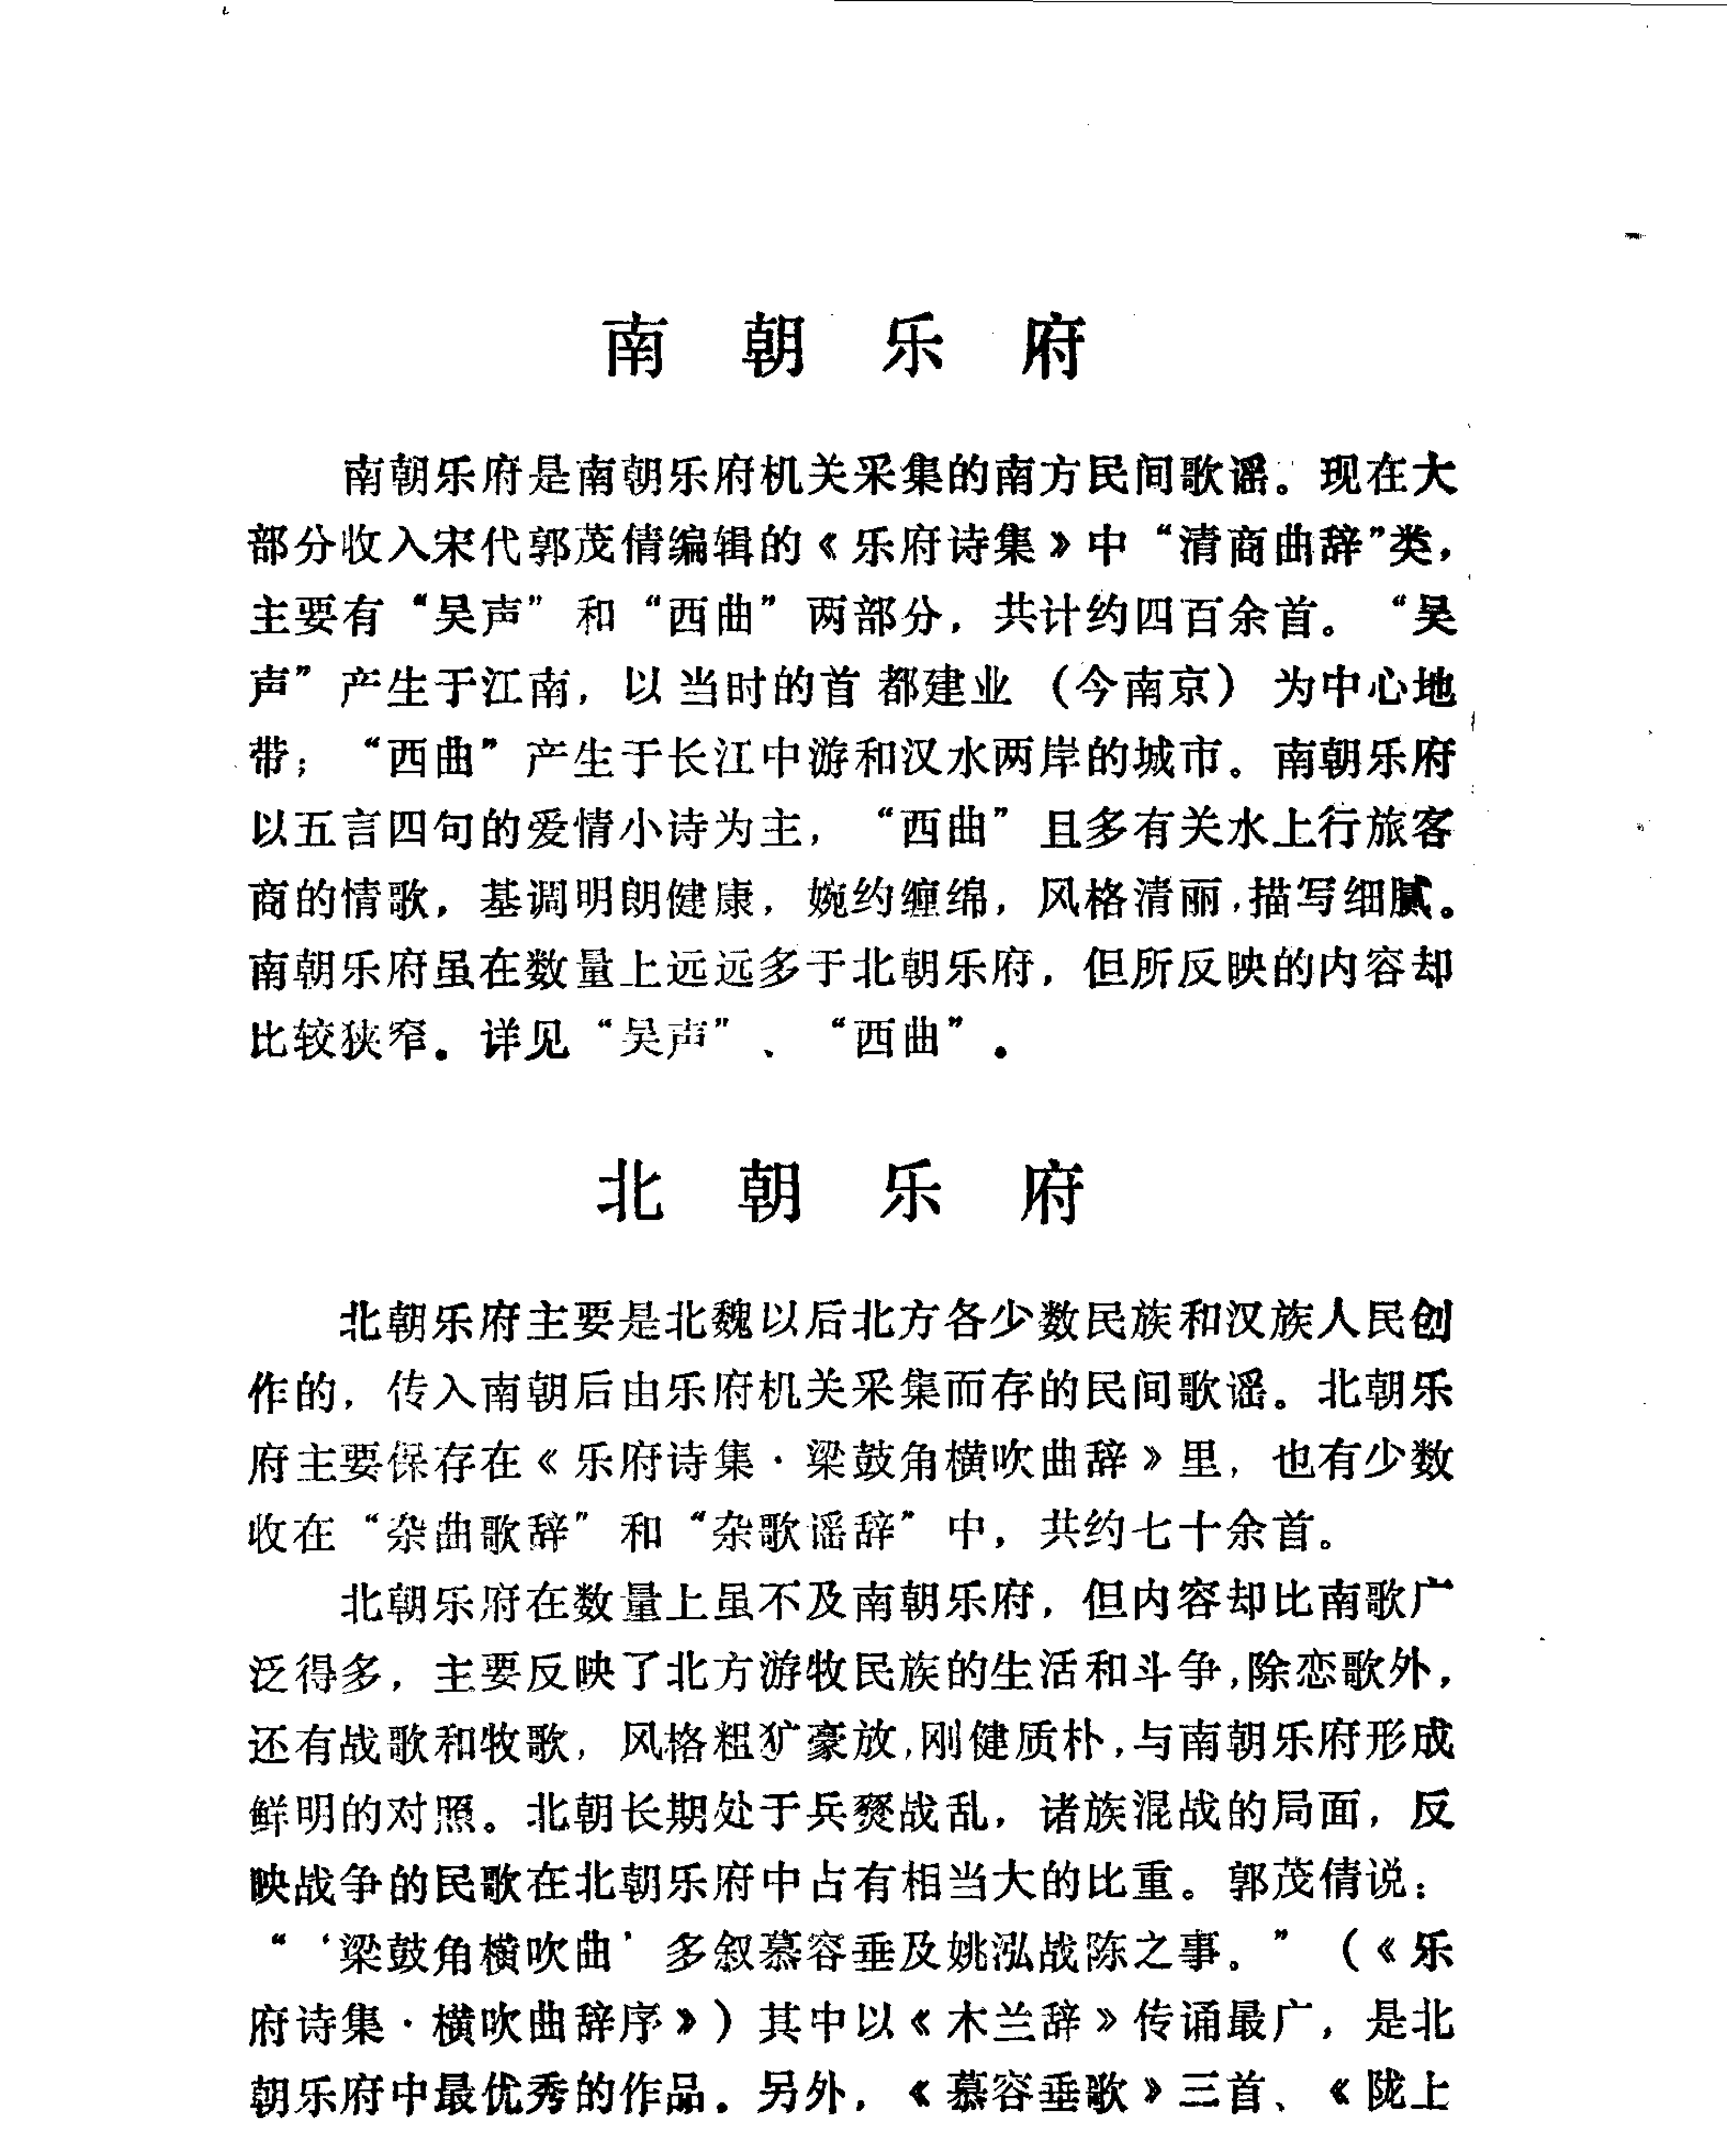 南朝乐府
南朝乐府是南朝乐府机关采集的南方民间歌谣。现在大
部分收入宋代郭茂倩编辑的《乐府诗集》中“清商曲辞”类，
主要有“吴声”和“西曲”两部分，共计约四百余首。“吴
声”产生于江南，以当时的首都建业（今南京）为中心地
带；“西曲”产生于长江中游和汉水两岸的城市。南朝乐府
以五言四句的爱情小诗为主，“西曲”且多有关水上行旅客
商的情歌，基调明朗健康，婉约缠绵，风格清丽，描写细腻。
南朝乐府虽在数量上远远多于北朝乐府，但所反映的内容却
比较狭窄。详见“吴声”、“西曲”。
北朝乐府
北朝乐府主要是北魏以后北方各少数民族和汉族人民创
作的，传入南朝后由乐府机关采集而存的民间歌谣。北朝乐
府主要保存在《乐府诗集·梁鼓角横吹曲辞》里，也有少数
收在“杂曲歌辞”和“杂歌谣辞”中，共约七十余首。
北朝乐府在数量上虽不及南朝乐府，但内容却比南歌广
泛得多，主要反映了北方游牧民族的生活和斗争，除恋歌外，
还有战歌和牧歌，风格粗犷豪放，刚健质朴，与南朝乐府形成
鲜明的对照。北朝长期处于兵燹战乱，诸族混战的局面，反
映战争的民歌在北朝乐府中占有相当大的比重。郭茂倩说：
“‘梁鼓角横吹曲’多叙慕容垂及姚泓战陈之事。”（《乐
府诗集·横吹曲辞序》）其中以《木兰辞》传诵最广，是北
朝乐府中最优秀的作品。另外，《慕容垂歌》三首、《陇上